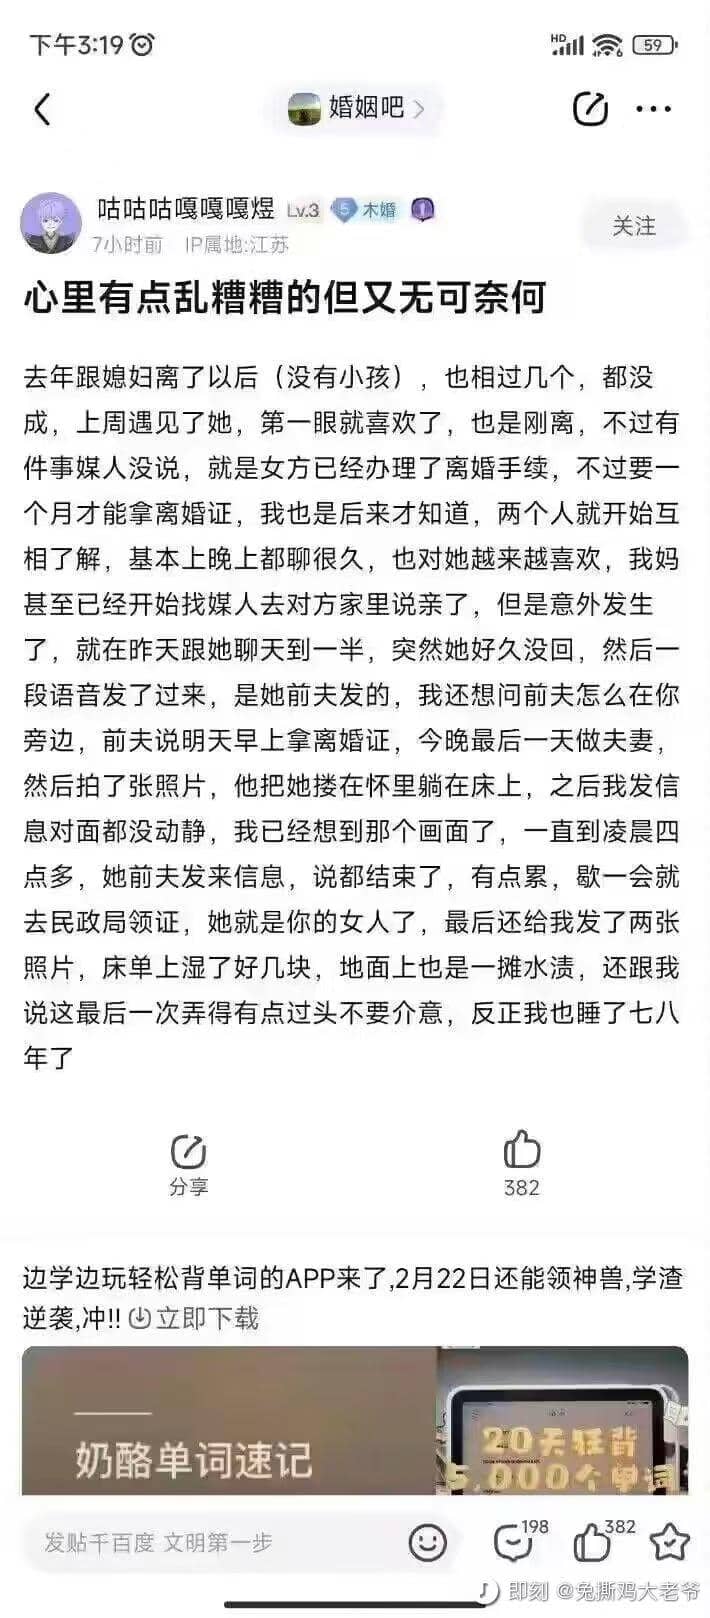 下午3:19
HD 59
婚姻吧
咕咕咕嘎嘎嘎煜 Lv.3 5 木婚 1
关注
7小时前 IP属地:江苏
心里有点乱糟糟的但又无可奈何
去年跟媳妇离了以后（没有小孩），也相过几个，都没
成，上周遇见了她，第一眼就喜欢了，也是刚离，不过有
件事媒人没说，就是女方已经办理了离婚手续，不过要一
个月才能拿离婚证，我也是后来才知道，两个人就开始互
相了解，基本上晚上都聊很久，也对她越来越喜欢，我妈
甚至已经开始找媒人去对方家里说亲了，但是意外发生
了，就在昨天跟她聊天到一半，突然她好久没回，然后一
段语音发了过来，是她前夫发的，我还想问前夫怎么在你
旁边，前夫说明天早上拿离婚证，今晚最后一天做夫妻，
然后拍了张照片，他把她搂在怀里躺在床上，之后我发信
息对面都没动静，我已经想到那个画面了，一直到凌晨四
点多，她前夫发来信息，说都结束了，有点累，歇一会就
去民政局领证，她就是你的女人了，最后还给我发了两张
照片，床单上湿了好几块，地面上也是一摊水渍，还跟我
说这最后一次弄得有点过头不要介意，反正我也睡了七八
年了
分享
382
边学边玩轻松背单词的APP来了,2月22日还能领神兽,学渣
逆袭,冲!! 立即下载
奶酪单词速记
20天狂背
5,000个单词
发贴千百度 文明第一步
198
382
即刻 @兔撕鸡大老爷